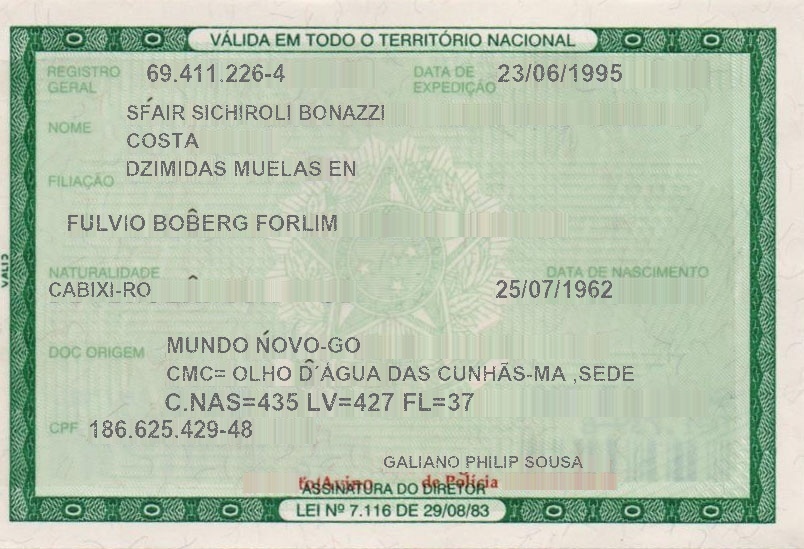 VÁLIDA EM TODO O TERRITÓRIO NACIONAL
REGISTRO GERAL 69.411.226-4 DATA DE EXPEDIÇÃO 23/06/1995
SFAIR SICHIROLI BONAZZI
NOME
COSTA
DZIMIDAS MUELAS EN
FILIAÇÃO
FULVIO BOBERG FORLIM
NATURALIDADE DATA DE NASCIMENTO
CABIXI-RO 25/07/1962
MUNDO NOVO-GO
DOC ORIGEM
CMC= OLHO D´ÁGUA DAS CUNHÃS-MA ,SEDE
C.NAS=435 LV=427 FL=37
CPF 186.625.429-48
GALIANO PHILIP SOUSA
de Polícia
ASSINATURA DO DIRETOR
LEI Nº 7.116 DE 29/08/83